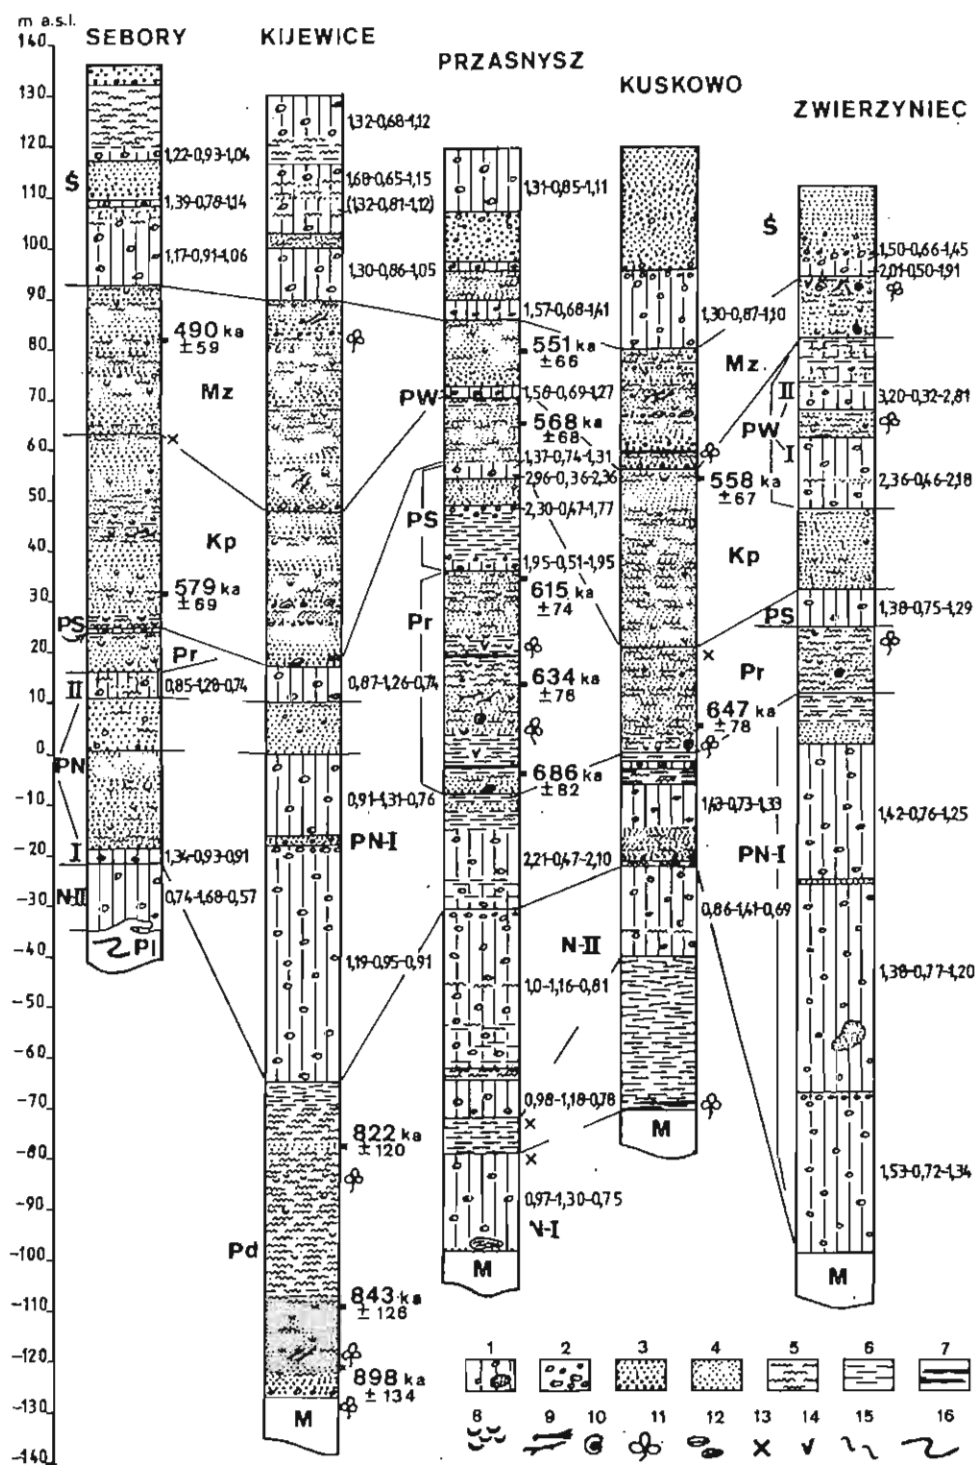 m a.s.l.
SEBORY
KIJEWICE
PRZASNYSZ
KUSKOWO
ZWIERZYNIEC
140
130
120
110
100
90
80
70
60
50
40
30
20
10
0
-10
-20
-30
-40
-50
-60
-70
-80
-90
-100
-110
-120
-130
-140
Ś
1,22-0,93-1,04
1,39-0,78-1,14
1,17-0,91-1,06
490 ka
±59
Mz
Kp
579 ka
±69
PS
Pr
II
0,85-1,28-0,74
PN
I
1,34-0,93-0,91
N-II
0,74-1,68-0,57
Pl
1,32-0,68-1,12
1,68-0,65-1,15
(1,32-0,81-1,12)
1,30-0,86-1,05
0,87-1,26-0,74
0,91-1,31-0,76
PN-I
1,19-0,95-0,91
822 ka
±120
Pd
843 ka
±126
898 ka
±134
M
1,31-0,85-1,11
1,57-0,68-1,41
551 ka
±66
PW
1,58-0,69-1,27
568 ka
±68
1,37-0,74-1,31
2,96-0,36-2,36
PS
2,30-0,47-1,77
1,95-0,51-1,95
615 ka
±74
Pr
634 ka
±76
686 ka
±82
2,21-0,47-2,10
1,0-1,16-0,81
0,98-1,18-0,78
0,97-1,30-0,75
N-I
M
1,30-0,87-1,10
Mz
558 ka
±67
Kp
647 ka
±78
1,43-0,73-1,33
PN-I
0,86-1,41-0,69
N-II
M
Ś
1,50-0,66-1,45
2,01-0,50-1,91
II
3,20-0,32-2,81
PW
I
2,36-0,46-2,18
PS
1,38-0,75-1,29
Pr
1,42-0,76-1,25
1,38-0,77-1,20
1,53-0,72-1,34
M
1 2 3 4 5 6 7
8 9 10 11 12 13 14 15 16